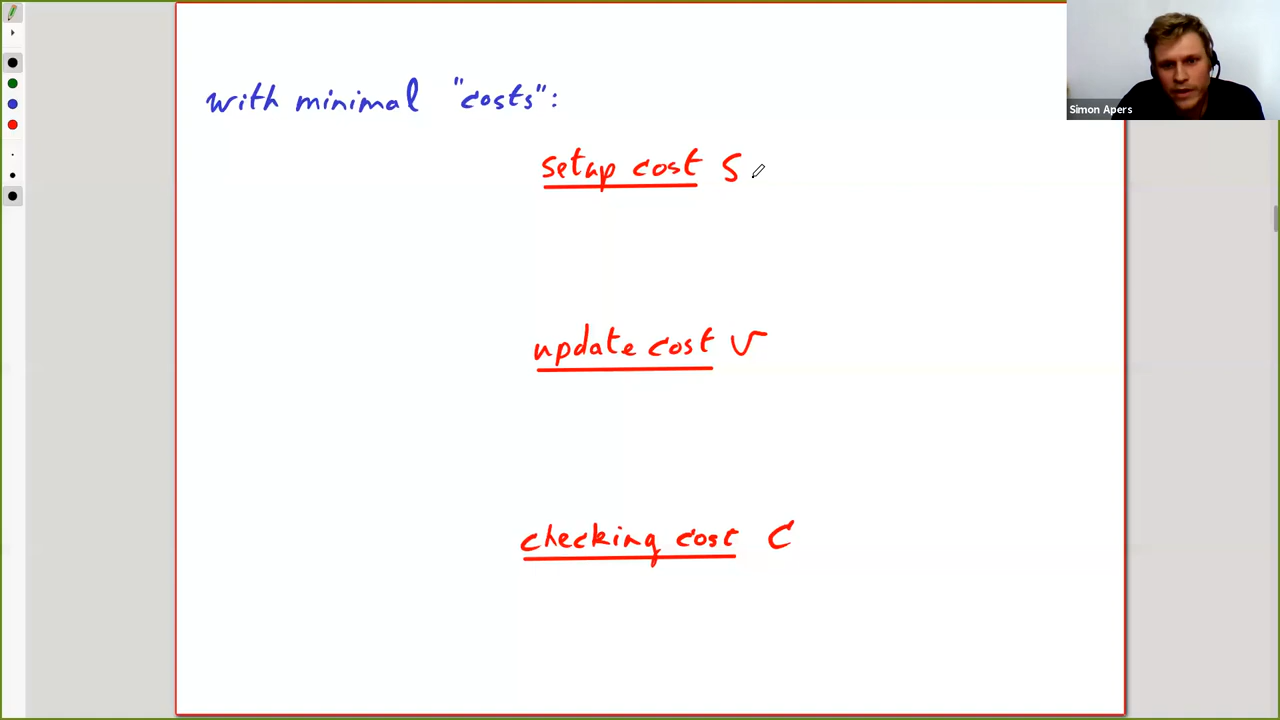 with minimal "costs":
Simon Apers
setup cost S
update cost U
checking cost C